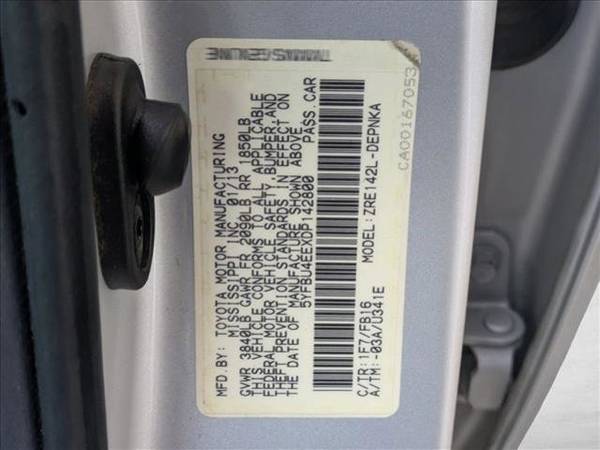 MFD.BY: TOYOTA MOTOR MANUFACTURING
MISSISSIPPI INC. 01/13
GVWR 3840LB GAWR FR 2090LB RR 1850LB
THIS VEHICLE CONFORMS TO ALL APPLICABLE
FEDERAL MOTOR VEHICLE SAFETY, BUMPER,AND
THEFT PREVENTION STANDARDS IN EFFECT ON
THE DATE OF MANUFACTURE SHOWN ABOVE.
5YFBU4EEXDP142800 PASS.CAR
C/TR:1F7/FB16 MODEL:ZRE142L-DEPNKA
A/TM:-03A/U341E
CA00167053